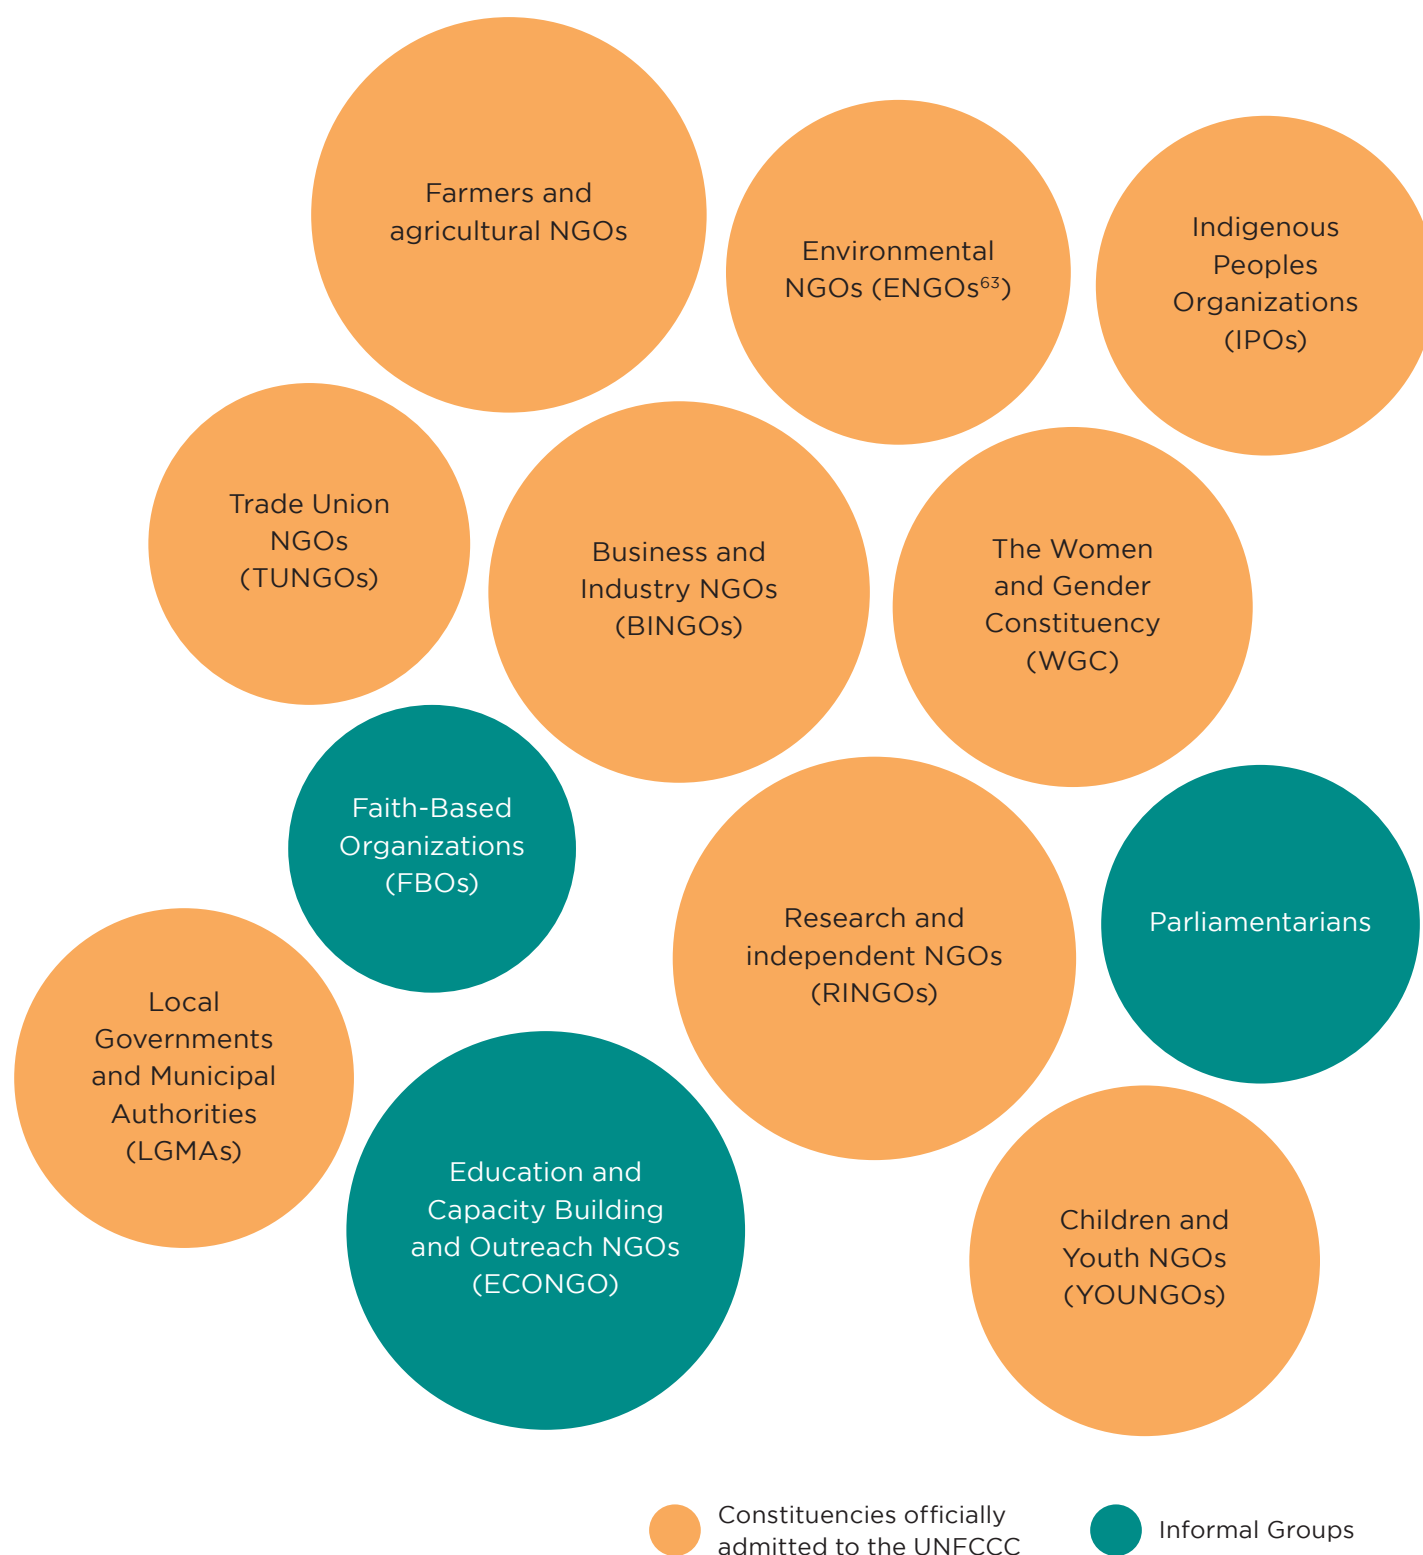 Farmers and
agricultural NGOs
Environmental
NGOs (ENGOs⁶³)
Indigenous
Peoples
Organizations
(IPOs)
Trade Union
NGOs
(TUNGOs)
Business and
Industry NGOs
(BINGOs)
The Women
and Gender
Constituency
(WGC)
Faith-Based
Organizations
(FBOs)
Research and
independent NGOs
(RINGOs)
Parliamentarians
Local
Governments
and Municipal
Authorities
(LGMAs)
Education and
Capacity Building
and Outreach NGOs
(ECONGO)
Children and
Youth NGOs
(YOUNGOs)
Constituencies officially
admitted to the UNFCCC
Informal Groups